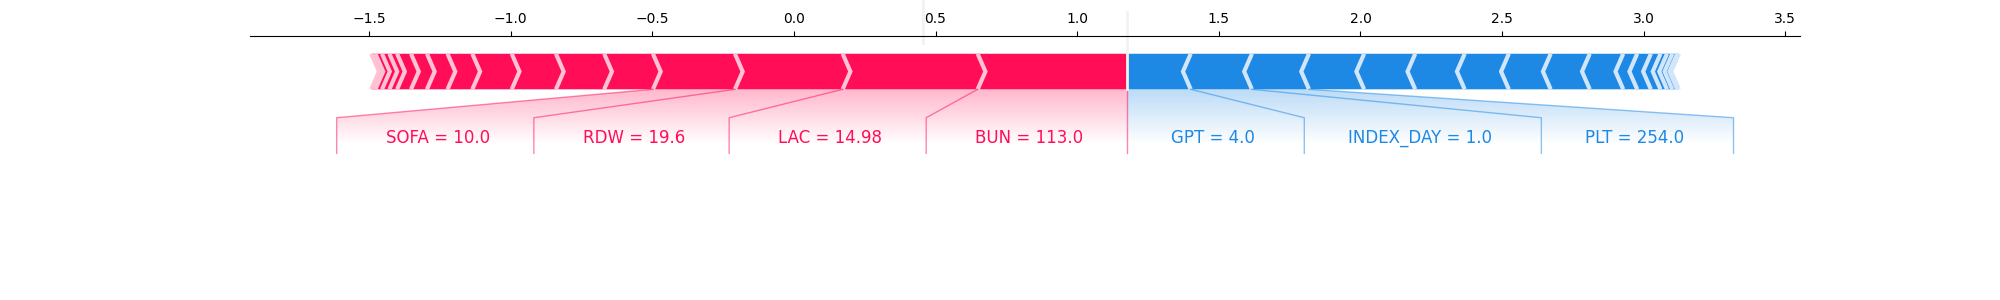 −1.5 −1.0 −0.5 0.0 0.5 1.0 1.5 2.0 2.5 3.0 3.5
SOFA = 10.0 RDW = 19.6 LAC = 14.98 BUN = 113.0 GPT = 4.0 INDEX_DAY = 1.0 PLT = 254.0